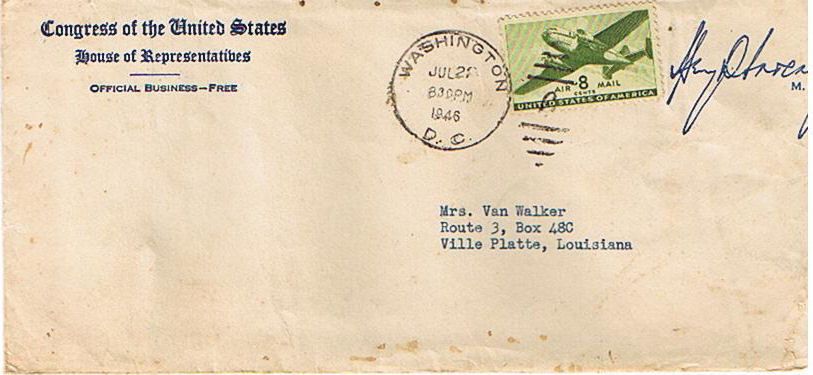 Congress of the United States
House of Representatives
OFFICIAL BUSINESS—FREE
WASHINGTON
JUL
830PM
1946
D. C.
AIR 8 MAIL
CENTS
UNITED STATES OF AMERICA
M.
Mrs. Van Walker
Route 3, Box 48C
Ville Platte, Louisiana